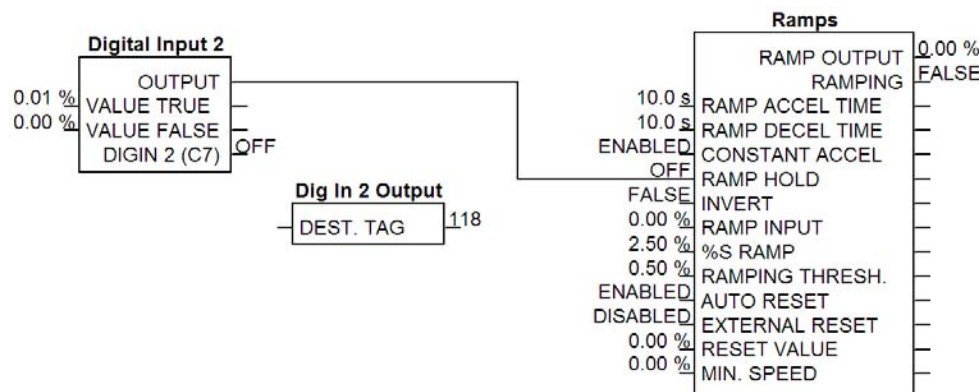 Digital Input 2
OUTPUT
0.01 % VALUE TRUE
0.00 % VALUE FALSE
DIGIN 2 (C7) OFF
Dig In 2 Output
DEST. TAG 118
Ramps
RAMP OUTPUT 0.00 %
RAMPING FALSE
10.0 s RAMP ACCEL TIME
10.0 s RAMP DECEL TIME
ENABLED CONSTANT ACCEL
OFF RAMP HOLD
FALSE INVERT
0.00 % RAMP INPUT
2.50 % %S RAMP
0.50 % RAMPING THRESH.
ENABLED AUTO RESET
DISABLED EXTERNAL RESET
0.00 % RESET VALUE
0.00 % MIN. SPEED